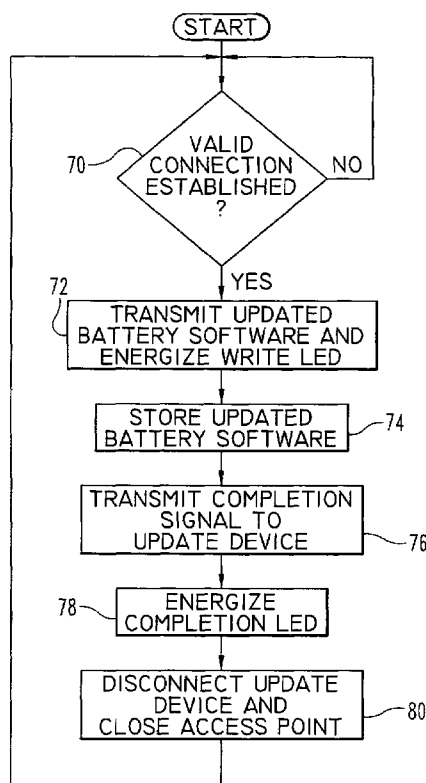 START
70
VALID
CONNECTION
ESTABLISHED
?
NO
YES
72
TRANSMIT UPDATED
BATTERY SOFTWARE AND
ENERGIZE WRITE LED
STORE UPDATED
BATTERY SOFTWARE
74
TRANSMIT COMPLETION
SIGNAL TO
UPDATE DEVICE
76
78
ENERGIZE
COMPLETION LED
DISCONNECT UPDATE
DEVICE AND
CLOSE ACCESS POINT
80